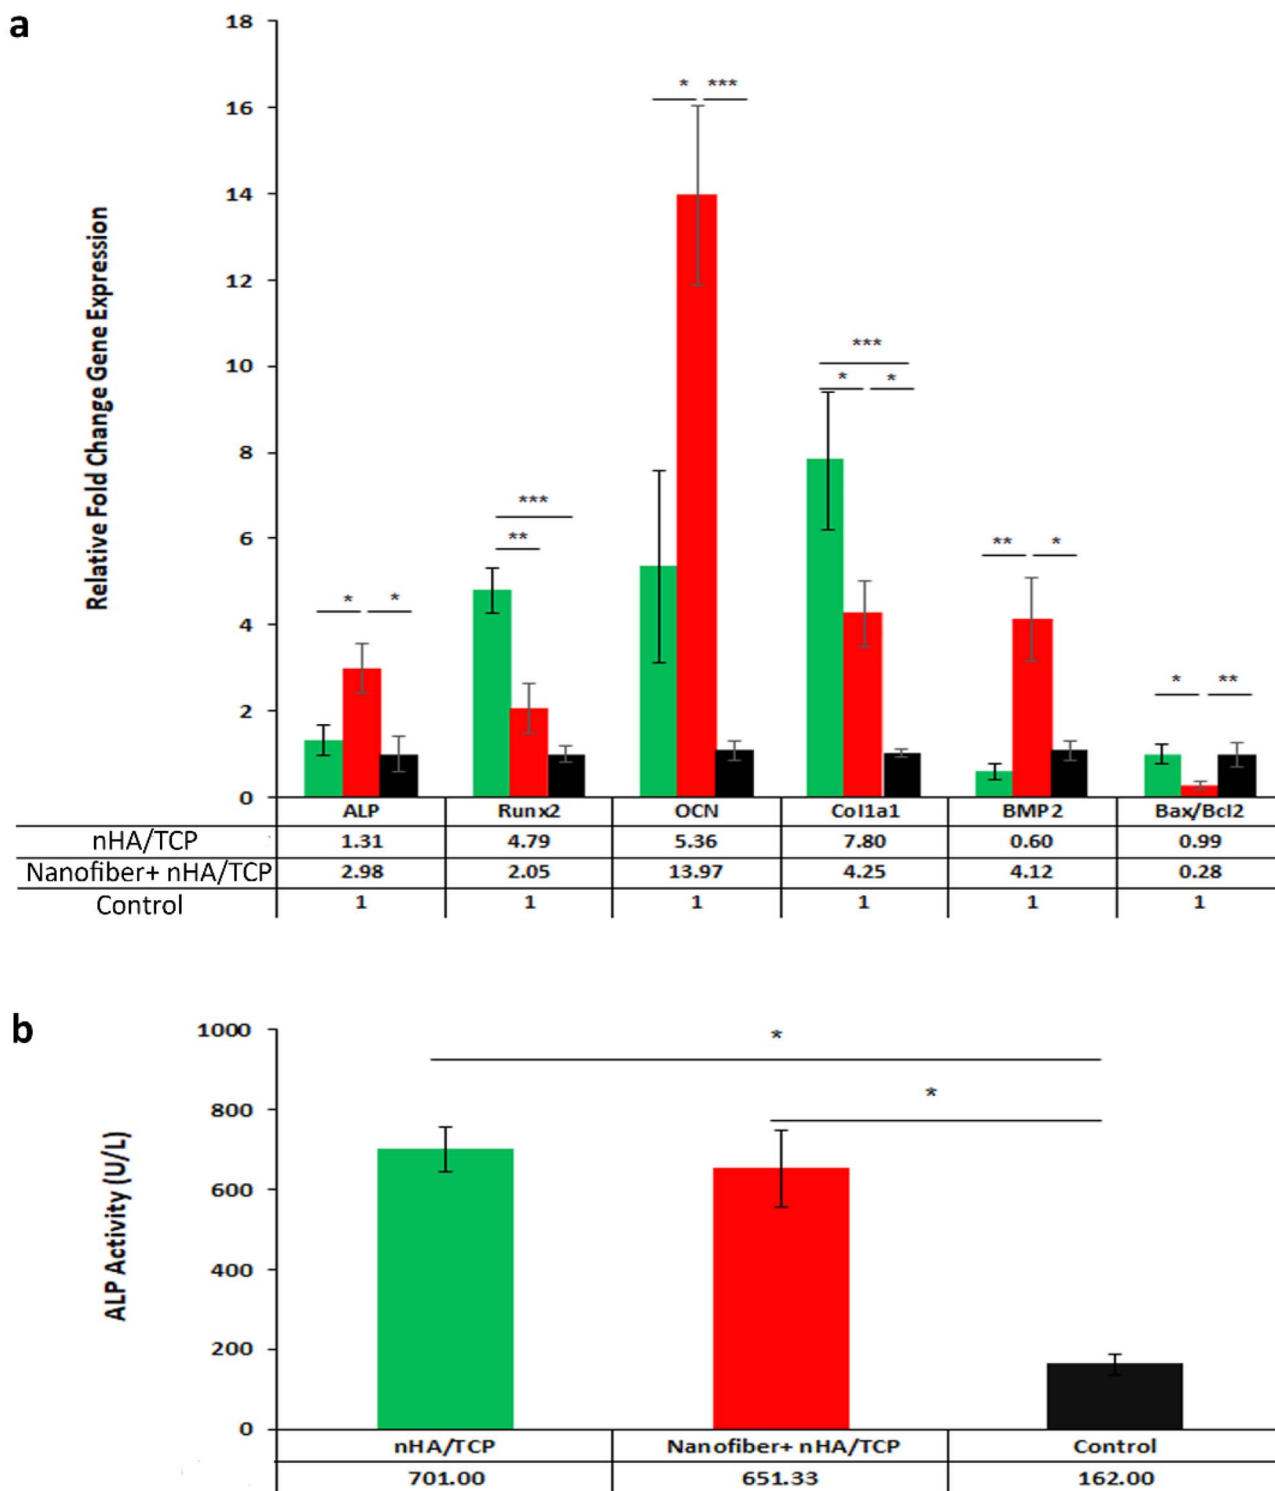 a
Relative Fold Change Gene Expression
18
16
14
12
10
8
6
4
2
0
* ***
***
* *
***
**
** *
* *
* **
ALP Runx2 OCN Col1a1 BMP2 Bax/Bcl2
nHA/TCP 1.31 4.79 5.36 7.80 0.60 0.99
Nanofiber+ nHA/TCP 2.98 2.05 13.97 4.25 4.12 0.28
Control 1 1 1 1 1 1
b
ALP Activity (U/L)
1000
800
600
400
200
0
*
*
nHA/TCP Nanofiber+ nHA/TCP Control
701.00 651.33 162.00